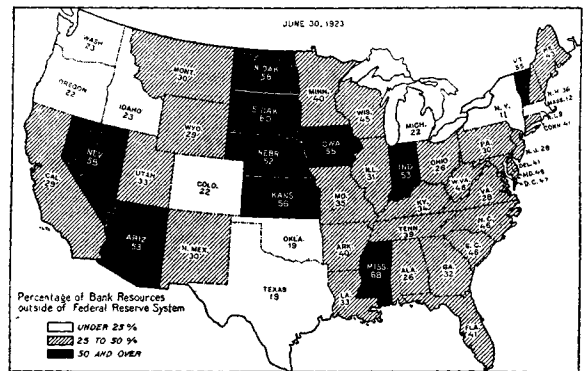 JUNE 30, 1923
WASH
23
OREGON
22
IDAHO
23
MONT.
30
N. DAK
56
S. DAK
60
MINN.
40
WIS.
45
MICH.
22
VT.
55
N.H. 36
MASS. 12
CONN. 41
N.Y.
11
N.J. 28
DEL. 41
MD. 48
D.C. 47
PA.
30
WYO.
29
NEBR
52
IOWA
55
ILL.
31
IND
53
OHIO
26
W.VA
48
VA.
28
NEV.
58
UTAH
33
COLO.
22
KANS
56
MO.
35
KY.
TENN.
39
N.C.
46
S.C.
46
CAL.
29
ARIZ
53
N. MEX.
30
OKLA.
19
ARK.
40
MISS.
68
ALA.
26
GA.
32
TEXAS
19
LA.
33
FLA.
41
Percentage of Bank Resources
outside of Federal Reserve System
UNDER 25 %
25 TO 50 %
50 AND OVER